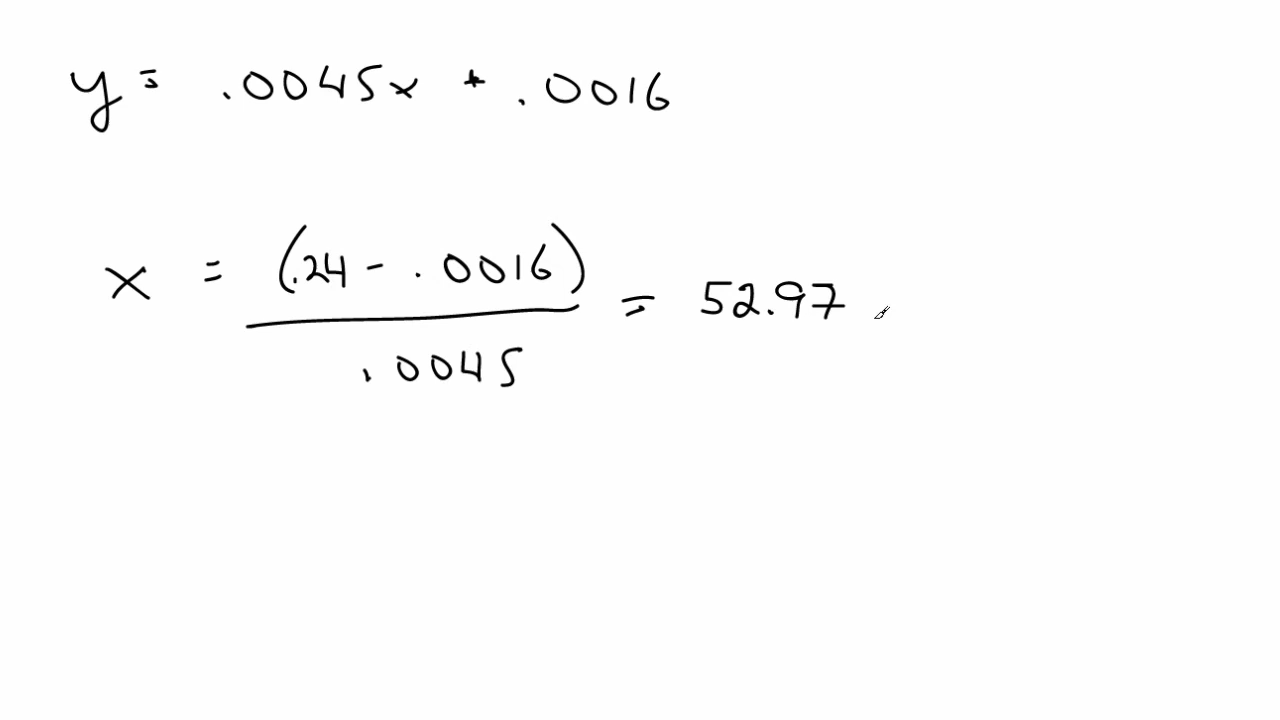 y = .0045x + .0016
x = (.24 - .0016) = 52.97
.0045